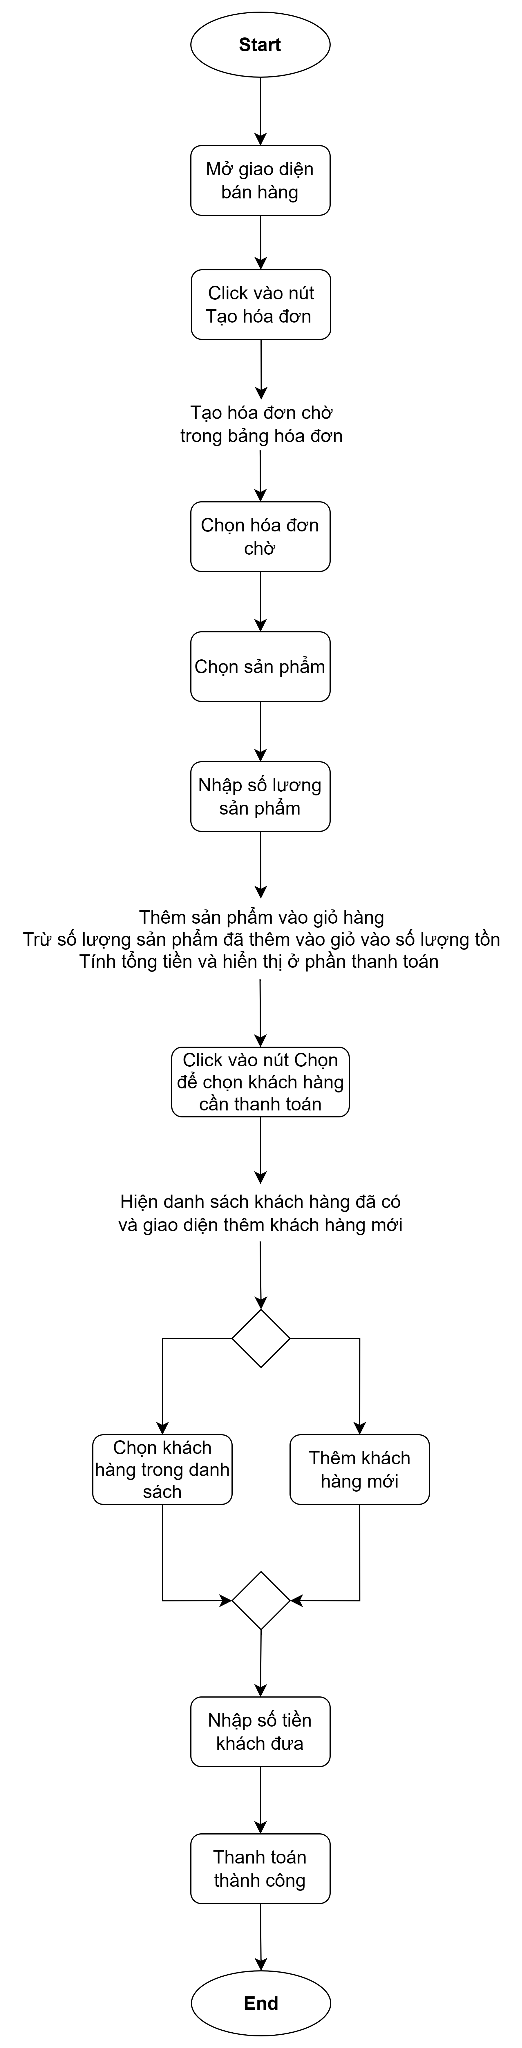 Start
Mở giao diện
bán hàng
Click vào nút
Tạo hóa đơn
Tạo hóa đơn chờ
trong bảng hóa đơn
Chọn hóa đơn
chờ
Chọn sản phẩm
Nhập số lương
sản phẩm
Thêm sản phẩm vào giỏ hàng
Trừ số lượng sản phẩm đã thêm vào giỏ vào số lượng tồn
Tính tổng tiền và hiển thị ở phần thanh toán
Click vào nút Chọn
để chọn khách hàng
cần thanh toán
Hiện danh sách khách hàng đã có
và giao diện thêm khách hàng mới
Chọn khách
hàng trong danh
sách
Thêm khách
hàng mới
Nhập số tiền
khách đưa
Thanh toán
thành công
End